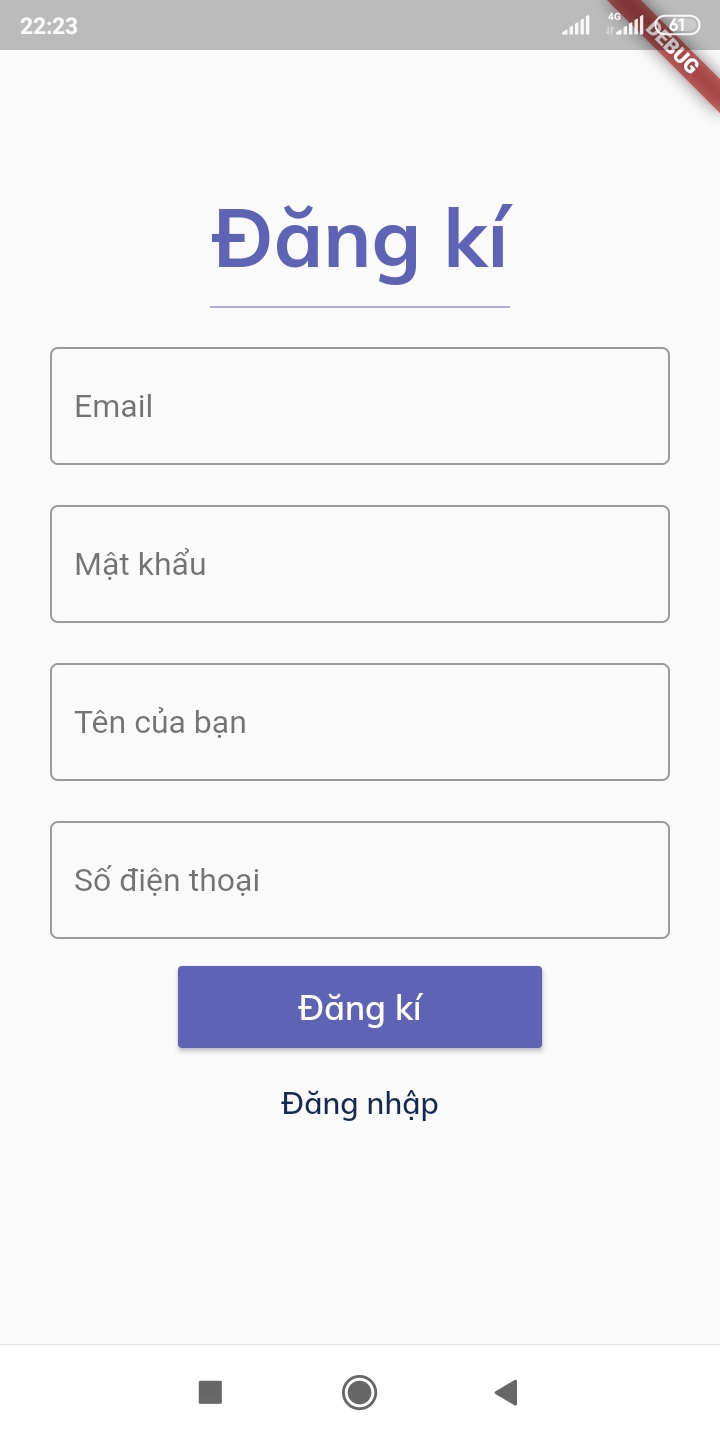 22:23
4G
61
DEBUG
Đăng kí
Email
Mật khẩu
Tên của bạn
Số điện thoại
Đăng kí
Đăng nhập